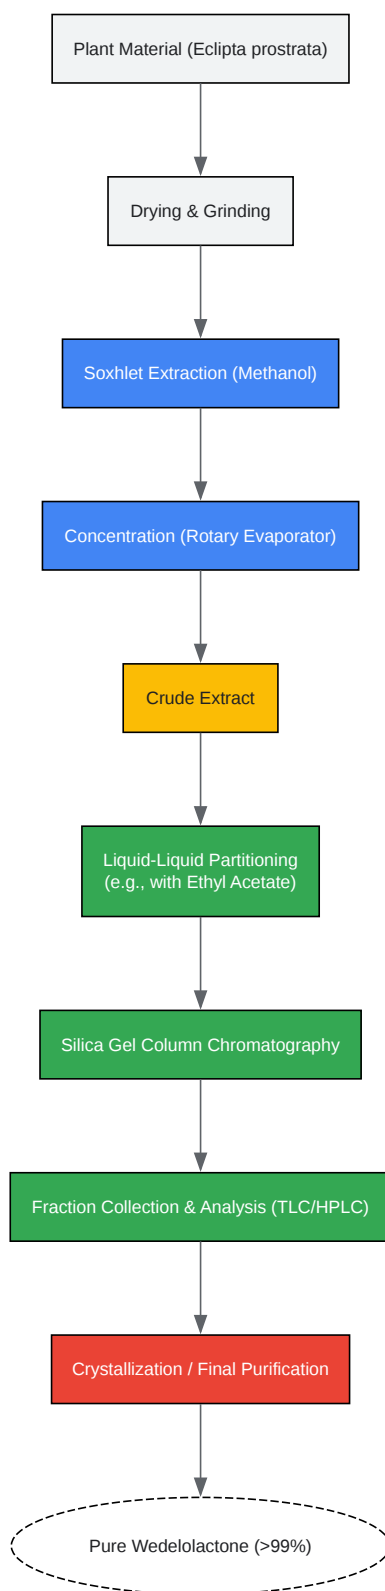 Plant Material (Eclipta prostrata)
Drying & Grinding
Soxhlet Extraction (Methanol)
Concentration (Rotary Evaporator)
Crude Extract
Liquid-Liquid Partitioning
(e.g., with Ethyl Acetate)
Silica Gel Column Chromatography
Fraction Collection & Analysis (TLC/HPLC)
Crystallization / Final Purification
Pure Wedelolactone (>99%)